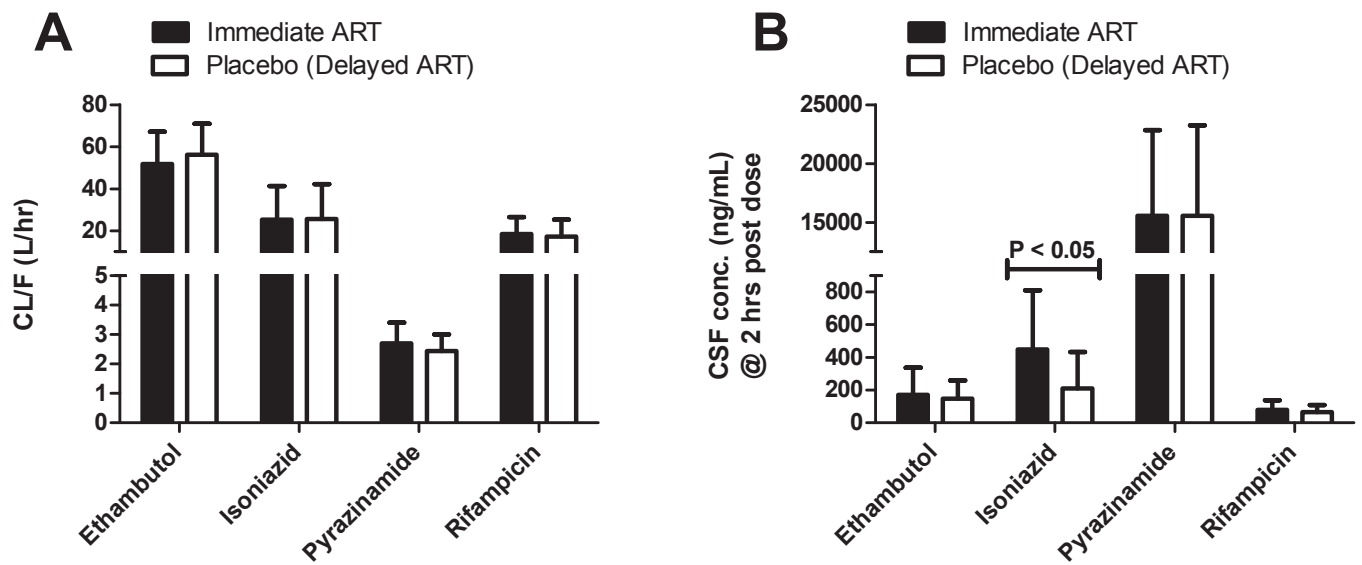 A
Immediate ART
Placebo (Delayed ART)
CL/F (L/hr)
80
60
40
20
5
4
3
2
1
0
Ethambutol
Isoniazid
Pyrazinamide
Rifampicin
B
Immediate ART
Placebo (Delayed ART)
CSF conc. (ng/mL)
@ 2 hrs post dose
25000
20000
15000
800
600
400
200
0
P < 0.05
Ethambutol
Isoniazid
Pyrazinamide
Rifampicin